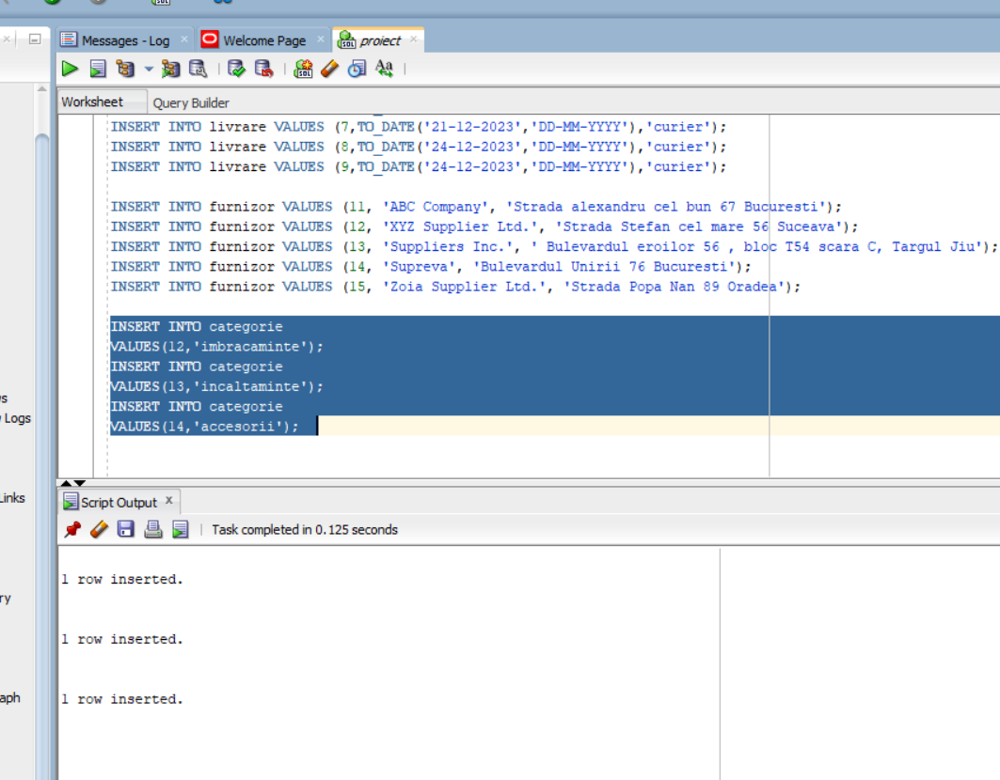 Messages - Log
Welcome Page
proiect
Worksheet
Query Builder
INSERT INTO livrare VALUES (7,TO_DATE('21-12-2023','DD-MM-YYYY'),'curier');
INSERT INTO livrare VALUES (8,TO_DATE('24-12-2023','DD-MM-YYYY'),'curier');
INSERT INTO livrare VALUES (9,TO_DATE('24-12-2023','DD-MM-YYYY'),'curier');
INSERT INTO furnizor VALUES (11, 'ABC Company', 'Strada alexandru cel bun 67 Bucuresti');
INSERT INTO furnizor VALUES (12, 'XYZ Supplier Ltd.', 'Strada Stefan cel mare 56 Suceava');
INSERT INTO furnizor VALUES (13, 'Suppliers Inc.', ' Bulevardul eroilor 56 , bloc T54 scara C, Targul Jiu');
INSERT INTO furnizor VALUES (14, 'Supreva', 'Bulevardul Unirii 76 Bucuresti');
INSERT INTO furnizor VALUES (15, 'Zoia Supplier Ltd.', 'Strada Popa Nan 89 Oradea');
INSERT INTO categorie
VALUES(12,'imbracaminte');
INSERT INTO categorie
VALUES(13,'incaltaminte');
INSERT INTO categorie
VALUES(14,'accesorii');
Logs
Links
Script Output
Task completed in 0.125 seconds
1 row inserted.
1 row inserted.
1 row inserted.